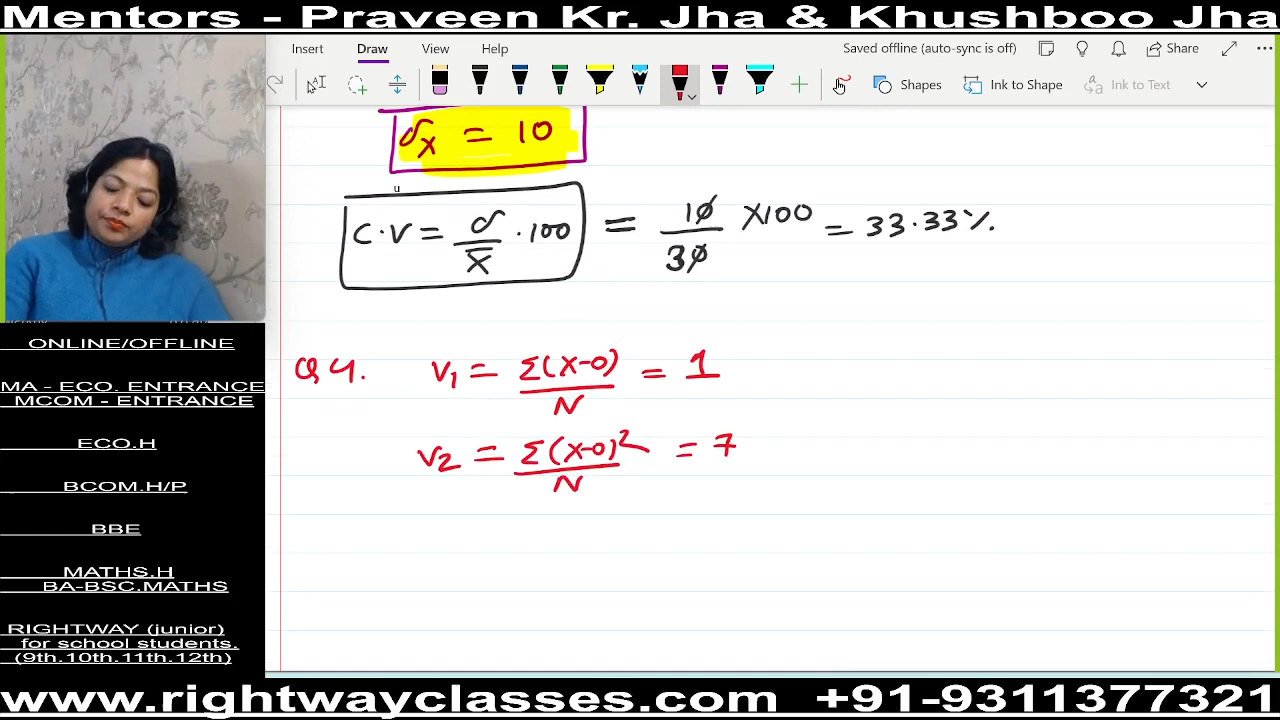 Mentors - Praveen Kr. Jha & Khushboo Jha
Insert Draw View Help Saved offline (auto-sync is off) Share
Shapes Ink to Shape Ink to Text
σx = 10
C.V = σ/X̄ · 100 = 10/30 X100 = 33.33%.
Q4. v1 = Σ(X-0)/N = 1
v2 = Σ(X-0)²/N = 7
ONLINE/OFFLINE
MA - ECO. ENTRANCE
MCOM - ENTRANCE
ECO.H
BCOM.H/P
BBE
MATHS.H
BA-BSC.MATHS
RIGHTWAY (junior)
for school students.
(9th.10th.11th.12th)
www.rightwayclasses.com +91-9311377321